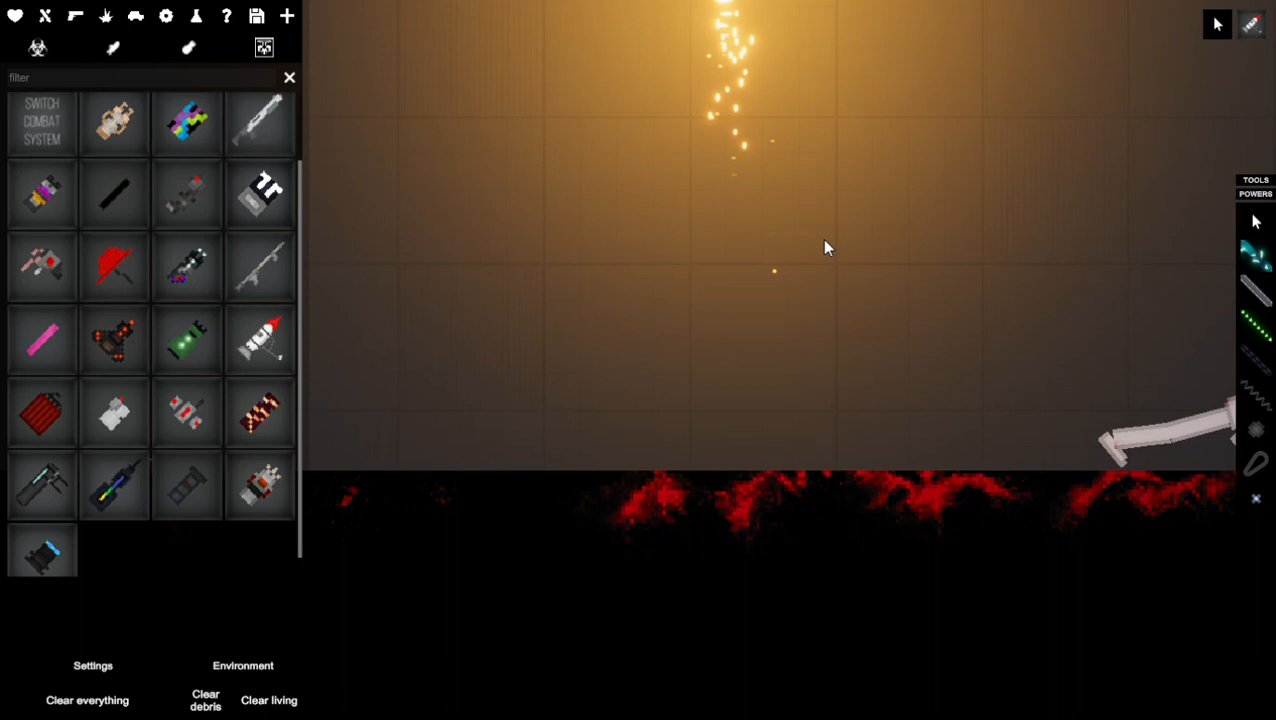 filter
SWITCH
COMBAT
SYSTEM
TOOLS
POWERS
Settings
Environment
Clear everything
Clear
debris
Clear living